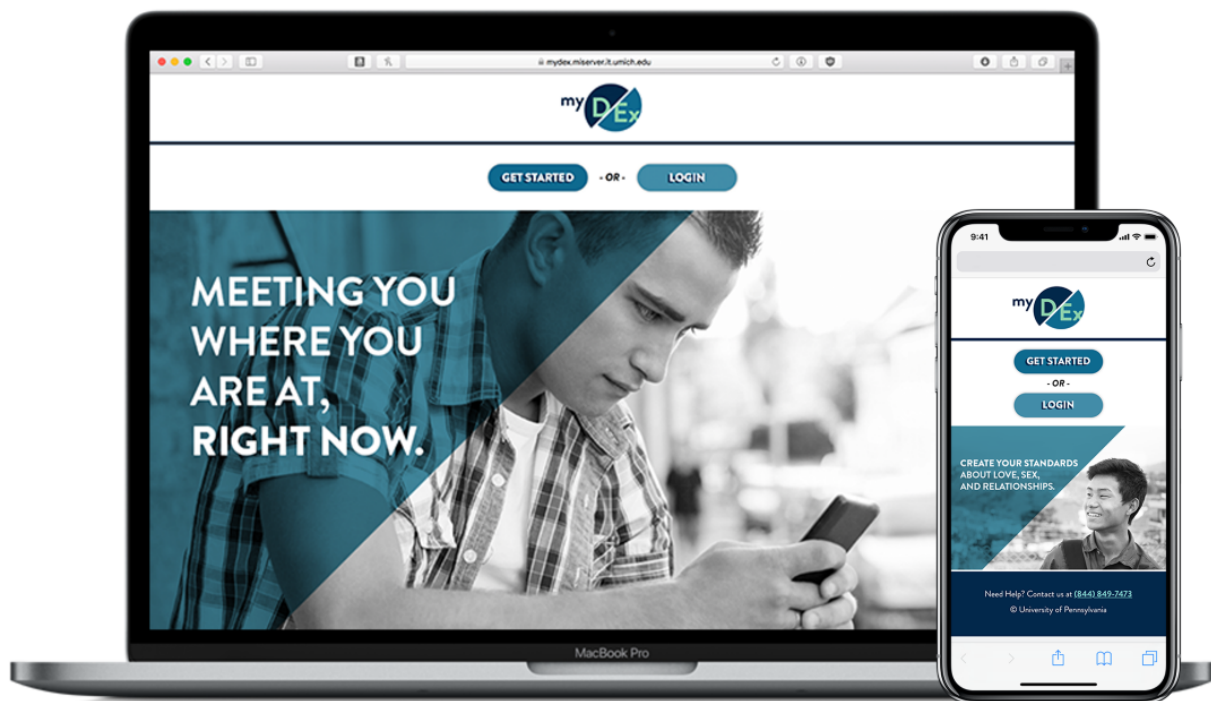 mydex.miserver.it.umich.edu
my D/Ex
GET STARTED - OR - LOGIN
MEETING YOU
WHERE YOU
ARE AT,
RIGHT NOW.
MacBook Pro
9:41
my D/Ex
GET STARTED
- OR -
LOGIN
CREATE YOUR STANDARDS
ABOUT LOVE, SEX,
AND RELATIONSHIPS.
Need Help? Contact us at (844) 849-7473
© University of Pennsylvania